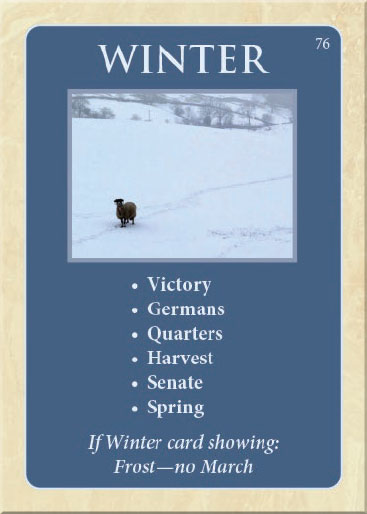 76
WINTER
• Victory
• Germans
• Quarters
• Harvest
• Senate
• Spring
If Winter card showing:
Frost—no March